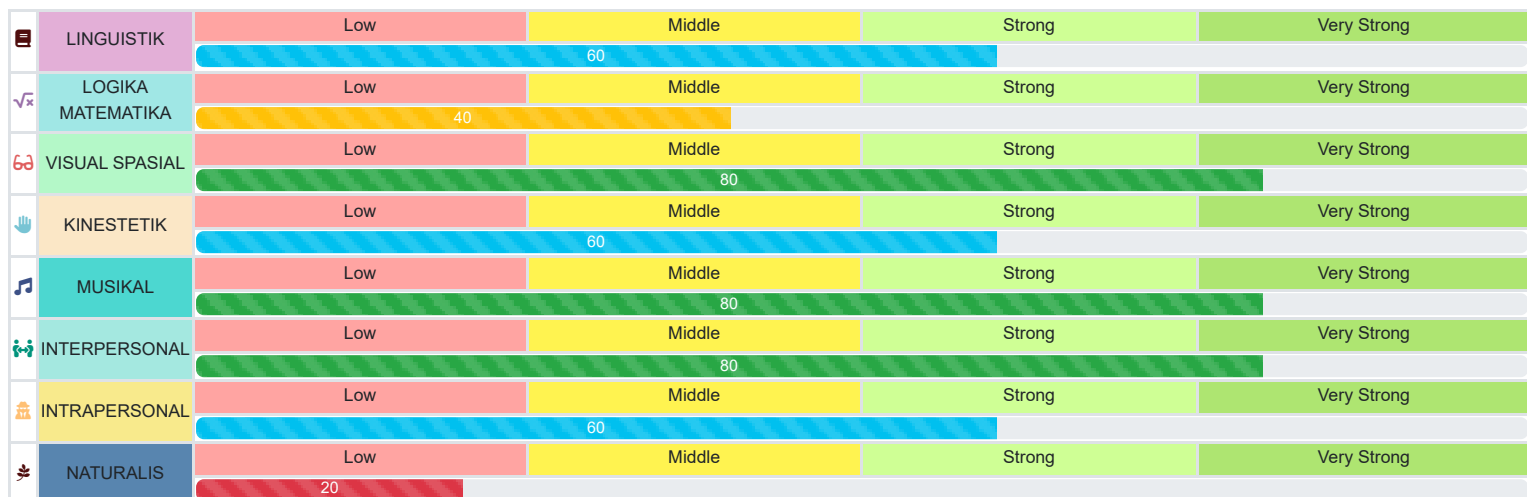 Low Middle Strong Very Strong
LINGUISTIK
60
Low Middle Strong Very Strong
LOGIKA
MATEMATIKA
40
Low Middle Strong Very Strong
VISUAL SPASIAL
80
Low Middle Strong Very Strong
KINESTETIK
60
Low Middle Strong Very Strong
MUSIKAL
80
Low Middle Strong Very Strong
INTERPERSONAL
80
Low Middle Strong Very Strong
INTRAPERSONAL
60
Low Middle Strong Very Strong
NATURALIS
20